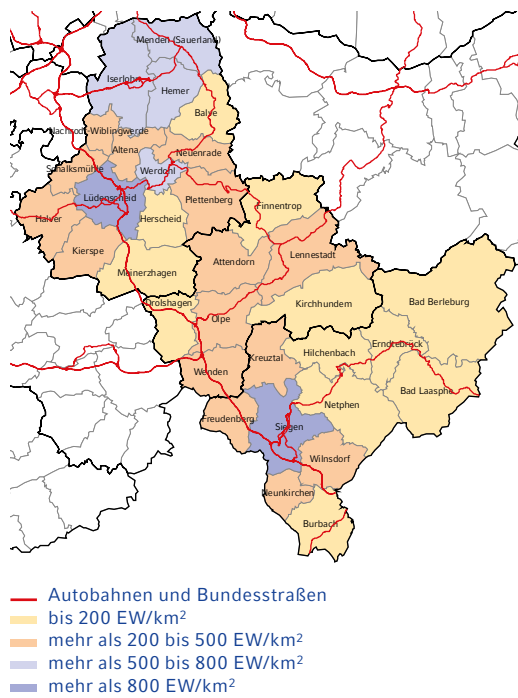 Menden (Sauerland)
Iserlohn
Hemer
Balve
Nachrodt-Wiblingwerde
Altena
Neuenrade
Schalksmühle
Werdohl
Lüdenscheid
Plettenberg
Finnentrop
Halver
Herscheid
Kierspe
Attendorn
Lennestadt
Meinerzhagen
Drolshagen
Kirchhundem
Bad Berleburg
Olpe
Erndtebrück
Kreuztal
Hilchenbach
Wenden
Bad Laasphe
Netphen
Freudenberg
Siegen
Wilnsdorf
Neunkirchen
Burbach
Autobahnen und Bundesstraßen
bis 200 EW/km²
mehr als 200 bis 500 EW/km²
mehr als 500 bis 800 EW/km²
mehr als 800 EW/km²